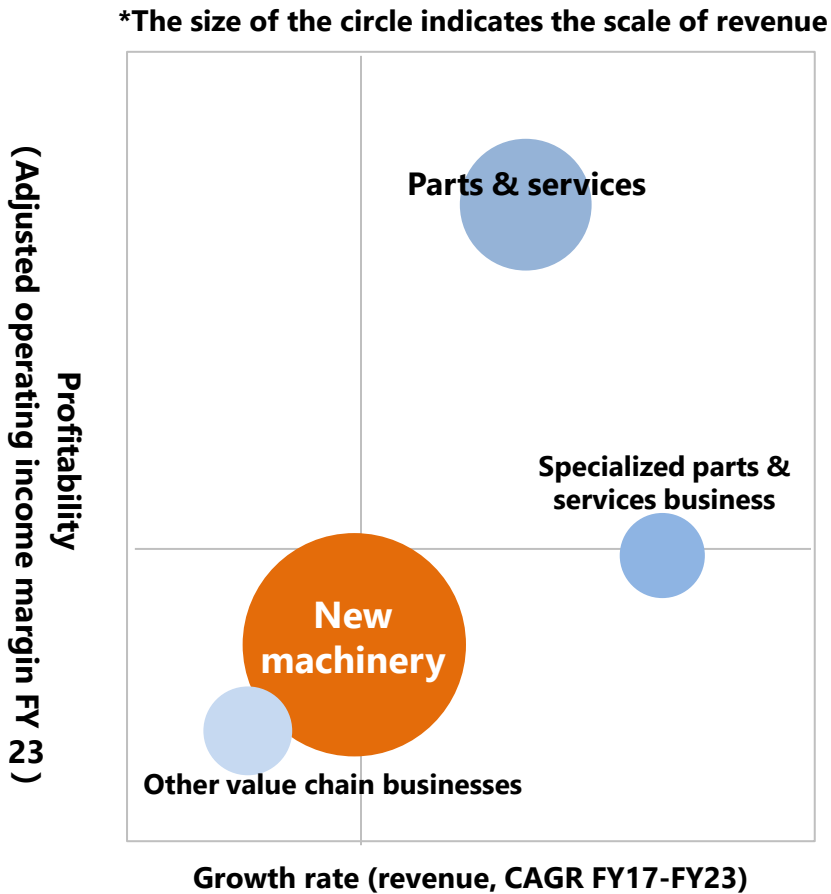 *The size of the circle indicates the scale of revenue
Parts & services
Profitability
(Adjusted operating income margin FY 23)
Specialized parts &
services business
New
machinery
Other value chain businesses
Growth rate (revenue, CAGR FY17-FY23)